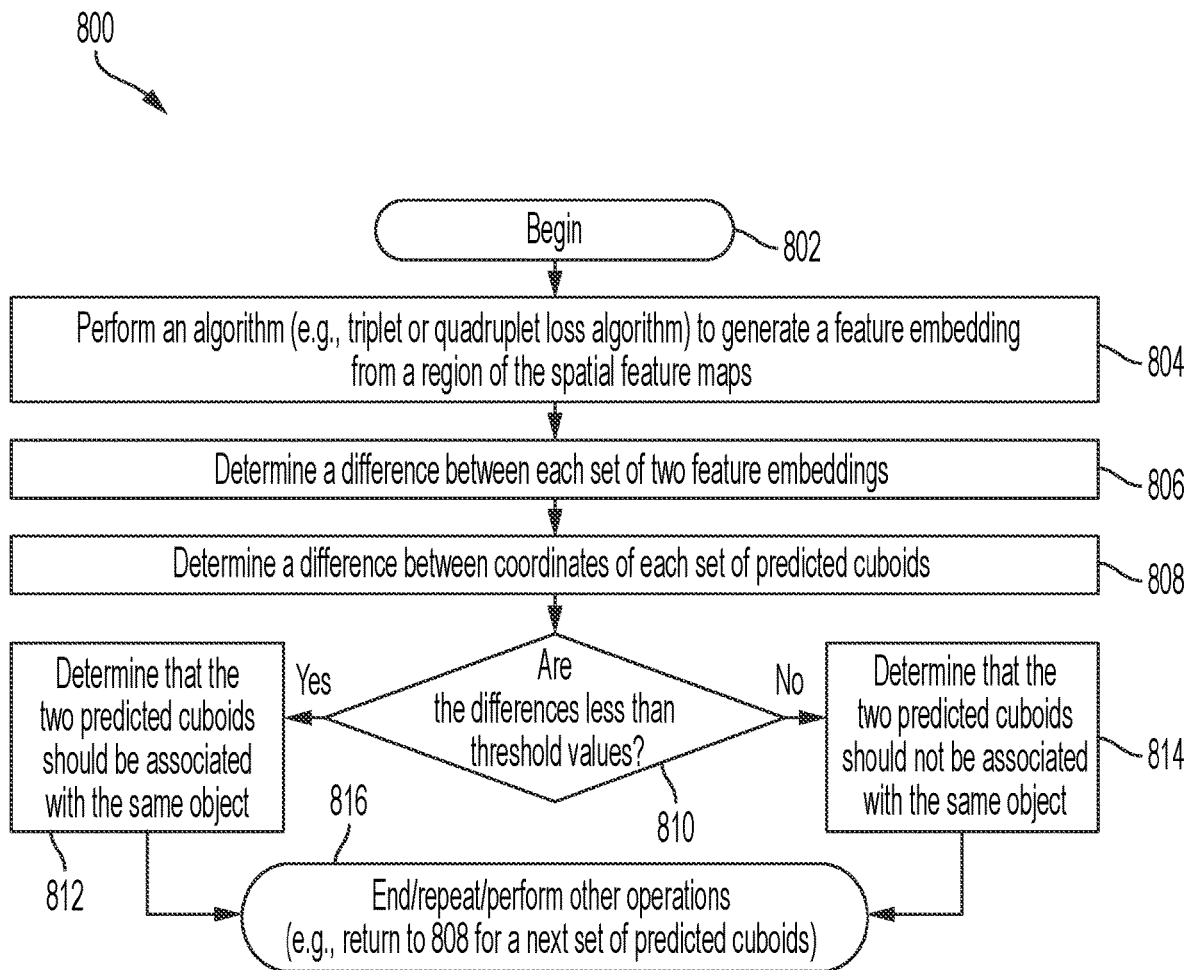 800
Begin
802
Perform an algorithm (e.g., triplet or quadruplet loss algorithm) to generate a feature embedding
from a region of the spatial feature maps
804
Determine a difference between each set of two feature embeddings
806
Determine a difference between coordinates of each set of predicted cuboids
808
Are
the differences less than
threshold values?
810
Yes
No
Determine that the
two predicted cuboids
should be associated
with the same object
812
Determine that the
two predicted cuboids
should not be associated
with the same object
814
816
End/repeat/perform other operations
(e.g., return to 808 for a next set of predicted cuboids)